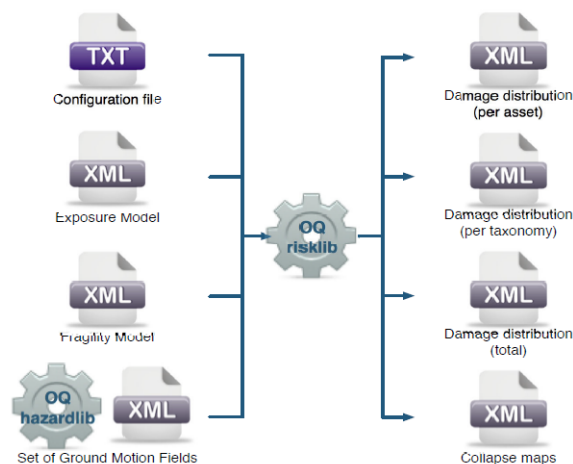 TXT
Configuration file
XML
Exposure Model
XML
Fragility Model
OQ
hazardlib
XML
Set of Ground Motion Fields
OQ
risklib
XML
Damage distribution
(per asset)
XML
Damage distribution
(per taxonomy)
XML
Damage distribution
(total)
XML
Collapse maps